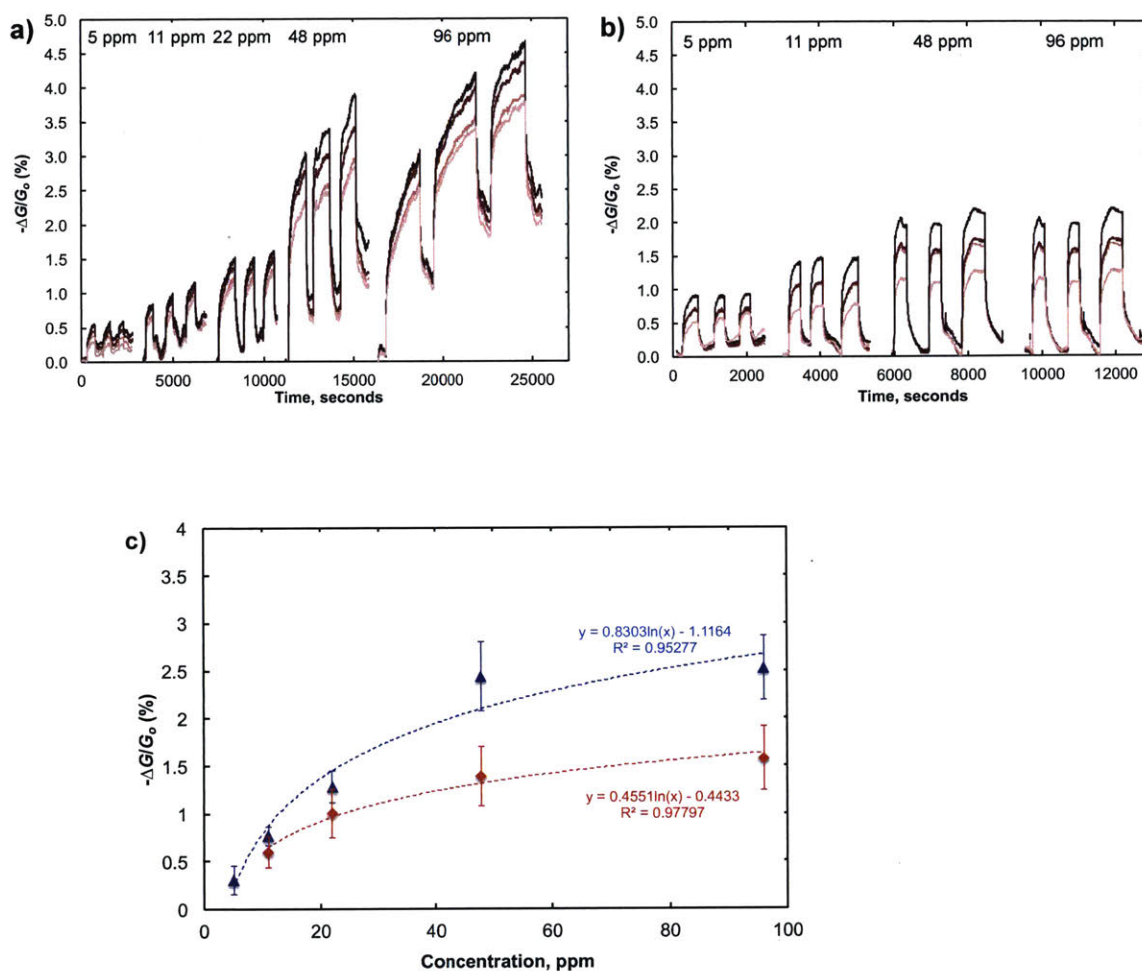 a)
5 ppm 11 ppm 22 ppm 48 ppm 96 ppm
5.0
4.5
4.0
3.5
3.0
2.5
2.0
1.5
1.0
0.5
0.0
-ΔG/Gₒ (%)
0 5000 10000 15000 20000 25000
Time, seconds
b)
5 ppm 11 ppm 48 ppm 96 ppm
5.0
4.5
4.0
3.5
3.0
2.5
2.0
1.5
1.0
0.5
0.0
-ΔG/Gₒ (%)
0 2000 4000 6000 8000 10000 12000
Time, seconds
c)
4
3.5
3
2.5
2
1.5
1
0.5
0
-ΔG/Gₒ (%)
y = 0.8303ln(x) - 1.1164
R² = 0.95277
y = 0.4551ln(x) - 0.4433
R² = 0.97797
0 20 40 60 80 100
Concentration, ppm